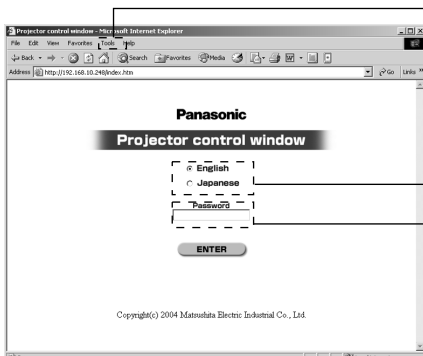 Projector control window - Microsoft Internet Explorer
File Edit View Favorites Tools Help
Back Search Favorites Media
Address http://192.168.10.248/index.htm Go Links »
Panasonic
Projector control window
English
Japanese
Password
ENTER
Copyright(c) 2004 Matsushita Electric Industrial Co., Ltd.